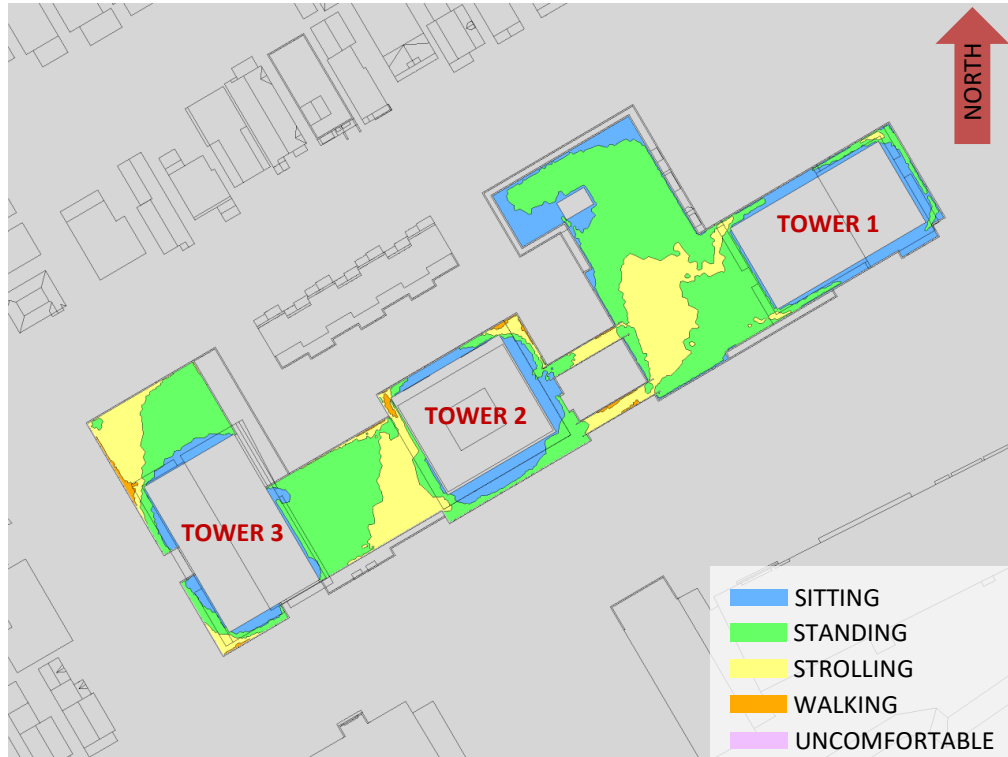 NORTH
TOWER 1
TOWER 2
TOWER 3
SITTING
STANDING
STROLLING
WALKING
UNCOMFORTABLE